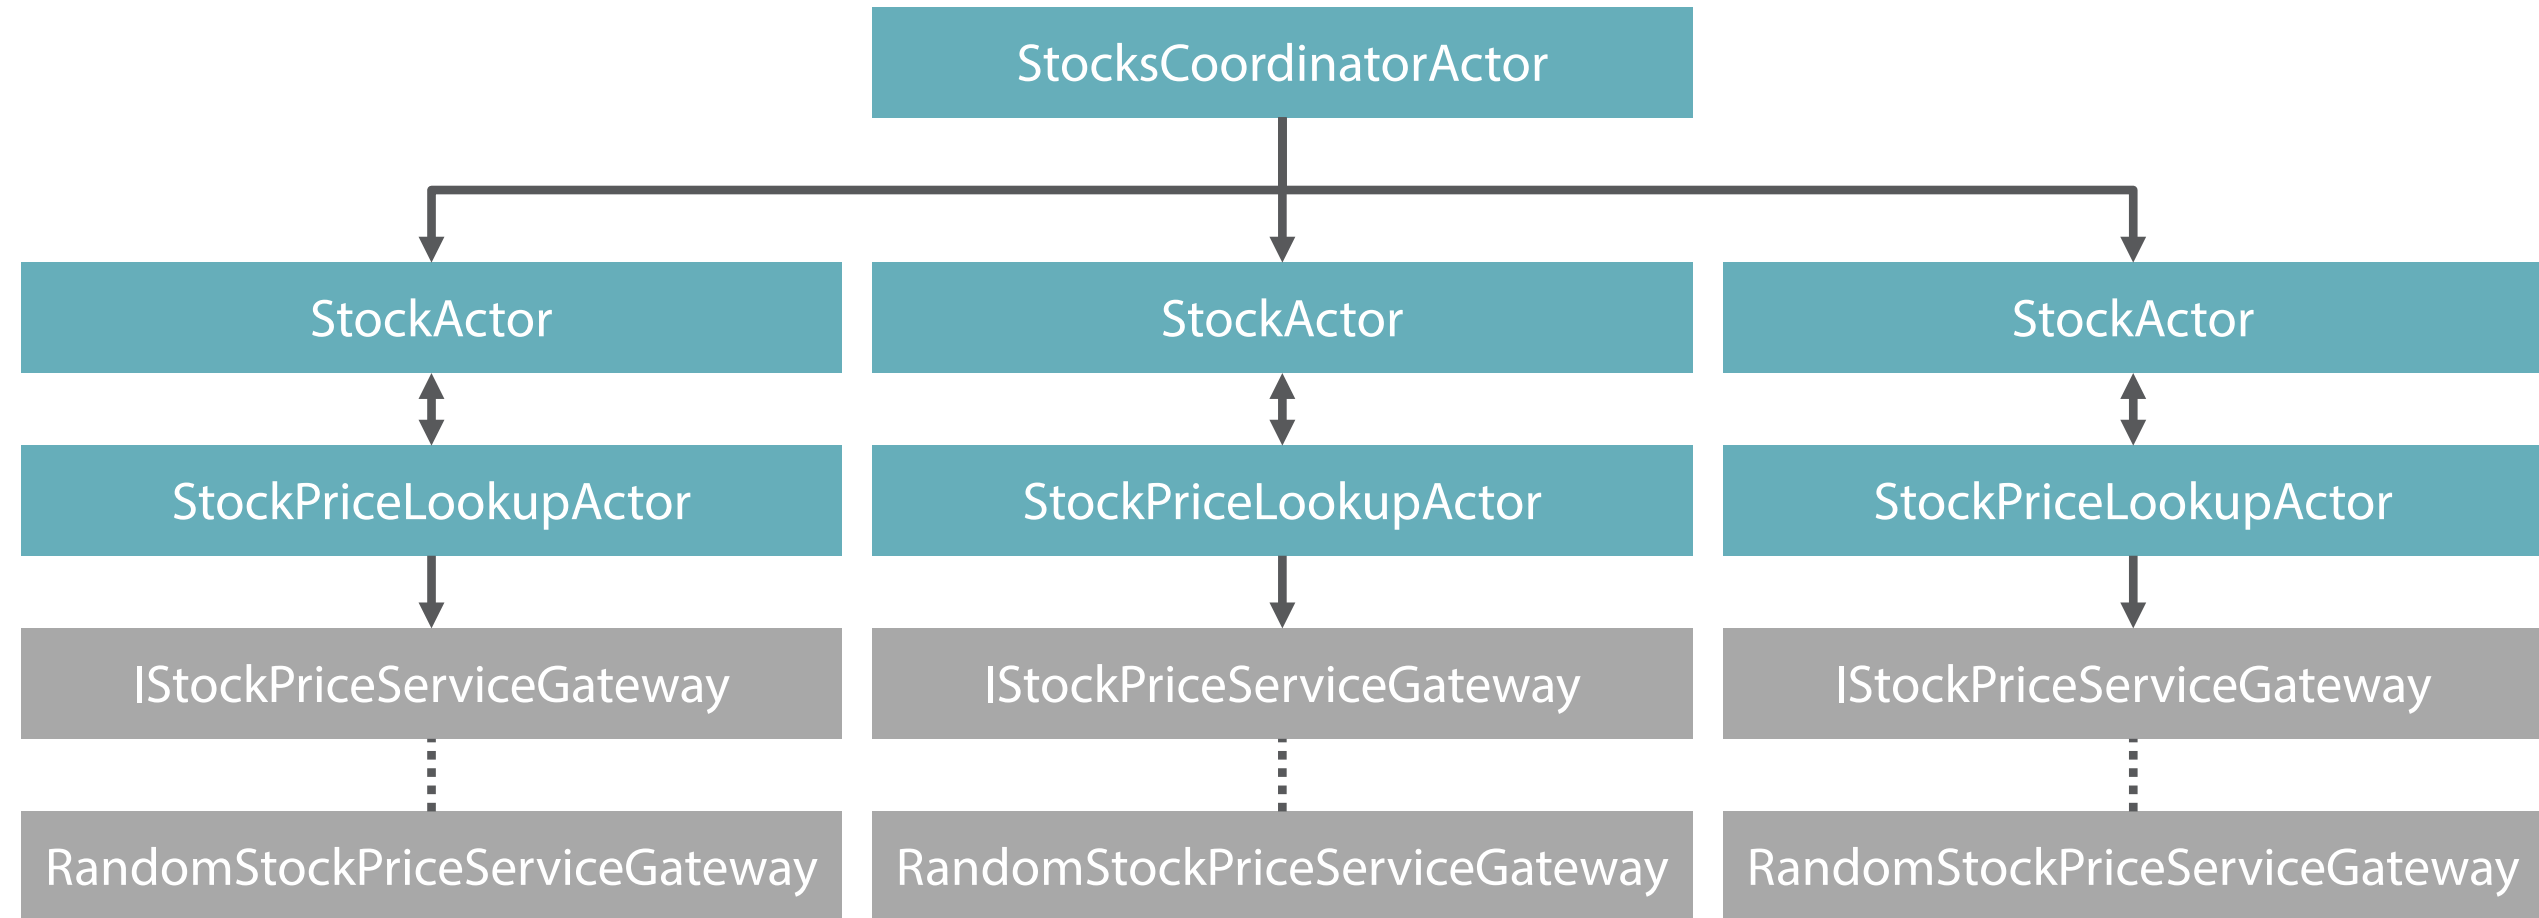 StocksCoordinatorActor
StockActor
StockActor
StockActor
StockPriceLookupActor
StockPriceLookupActor
StockPriceLookupActor
IStockPriceServiceGateway
IStockPriceServiceGateway
IStockPriceServiceGateway
RandomStockPriceServiceGateway
RandomStockPriceServiceGateway
RandomStockPriceServiceGateway